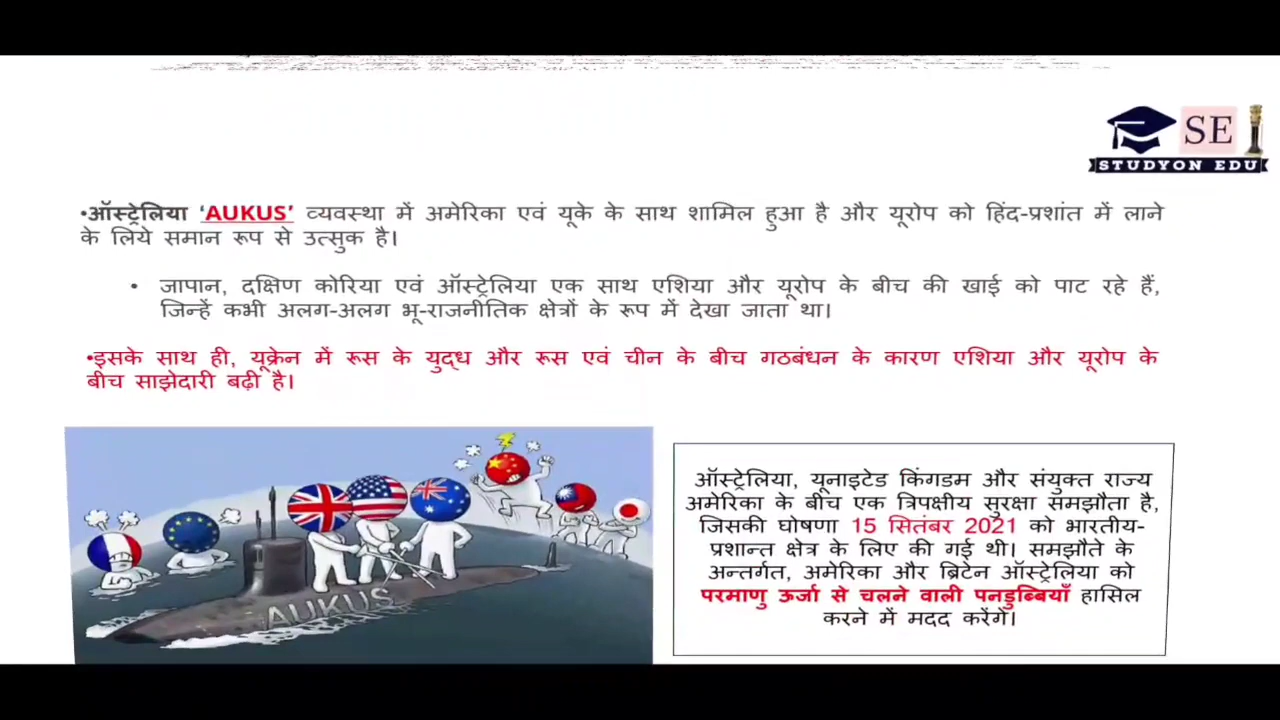 SE
STUDYON EDU
•ऑस्ट्रेलिया ‘AUKUS’ व्यवस्था में अमेरिका एवं यूके के साथ शामिल हुआ है और यूरोप को हिंद-प्रशांत में लाने
के लिये समान रूप से उत्सुक है।
• जापान, दक्षिण कोरिया एवं ऑस्ट्रेलिया एक साथ एशिया और यूरोप के बीच की खाई को पाट रहे हैं,
जिन्हें कभी अलग-अलग भू-राजनीतिक क्षेत्रों के रूप में देखा जाता था।
•इसके साथ ही, यूक्रेन में रूस के युद्ध और रूस एवं चीन के बीच गठबंधन के कारण एशिया और यूरोप के
बीच साझेदारी बढ़ी है।
AUKUS
ऑस्ट्रेलिया, यूनाइटेड किंगडम और संयुक्त राज्य
अमेरिका के बीच एक त्रिपक्षीय सुरक्षा समझौता है,
जिसकी घोषणा 15 सितंबर 2021 को भारतीय-
प्रशान्त क्षेत्र के लिए की गई थी। समझौते के
अन्तर्गत, अमेरिका और ब्रिटेन ऑस्ट्रेलिया को
परमाणु ऊर्जा से चलने वाली पनडुब्बियाँ हासिल
करने में मदद करेंगे।